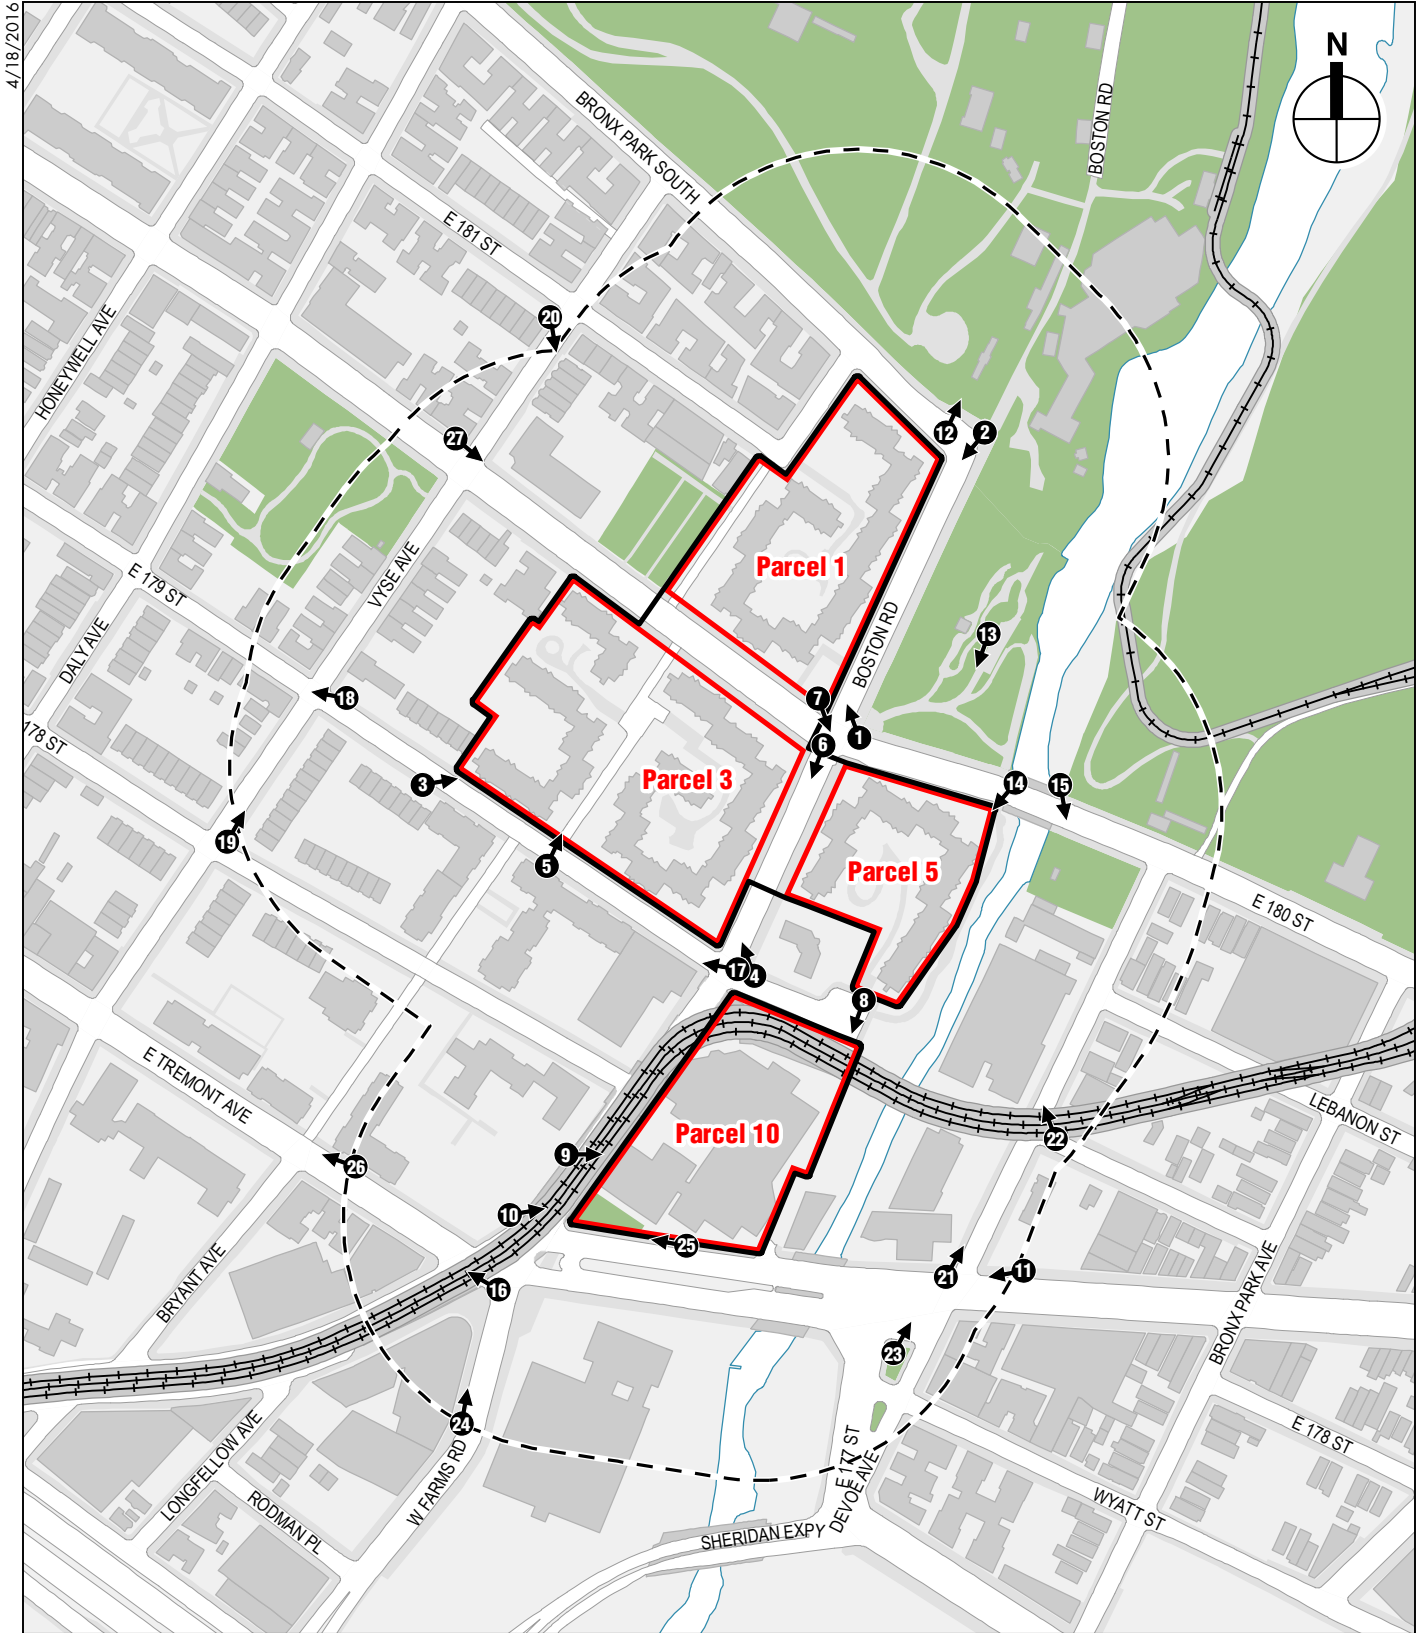 4/18/2016
N
BRONX PARK SOUTH
BOSTON RD
E 181 ST
HONEYWELL AVE
20
27
12
2
Parcel 1
VYSE AVE
E 179 ST
DALY AVE
BOSTON RD
13
18
7
1
6
178 ST
Parcel 3
3
14
15
19
5
Parcel 5
E 180 ST
17
4
8
E TREMONT AVE
LEBANON ST
Parcel 10
22
9
26
10
25
BRYANT AVE
16
21
11
BRONX PARK AVE
23
24
LONGFELLOW AVE
W FARMS RD
RODMAN PL
E 177 ST
DEVOE AVE
SHERIDAN EXPY
WYATT ST
E 178 ST